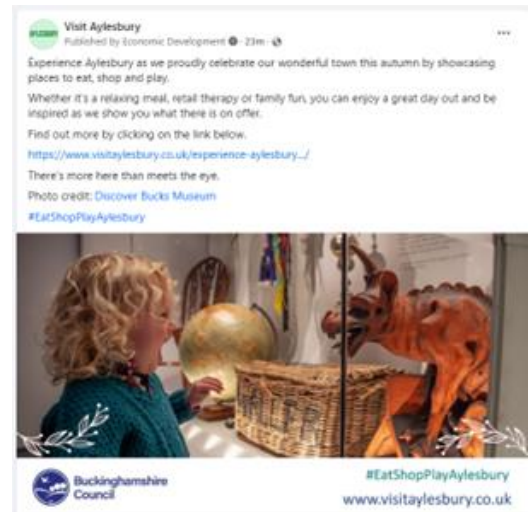 Visit Aylesbury
Published by Economic Development · 23m ·
Experience Aylesbury as we proudly celebrate our wonderful town this autumn by showcasing
places to eat, shop and play.
Whether it's a relaxing meal, retail therapy or family fun, you can enjoy a great day out and be
inspired as we show you what there is on offer.
Find out more by clicking on the link below.
https://www.visitaylesbury.co.uk/experience-aylesbury.../
There's more here than meets the eye.
Photo credit: Discover Bucks Museum
#EatShopPlayAylesbury
Buckinghamshire
Council
#EatShopPlayAylesbury
www.visitaylesbury.co.uk